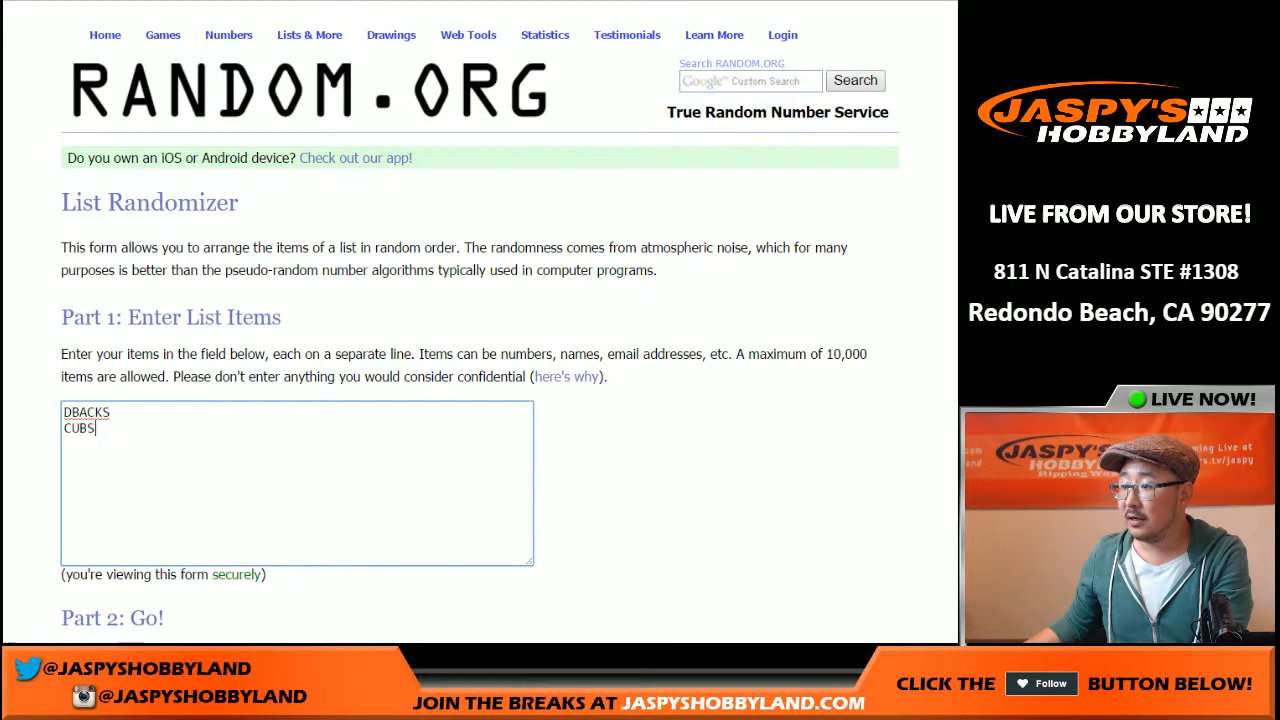 Home Games Numbers Lists & More Drawings Web Tools Statistics Testimonials Learn More Login
RANDOM.ORG
Search RANDOM.ORG
Google™ Custom Search Search
True Random Number Service
Do you own an iOS or Android device? Check out our app!
List Randomizer
This form allows you to arrange the items of a list in random order. The randomness comes from atmospheric noise, which for many
purposes is better than the pseudo-random number algorithms typically used in computer programs.
Part 1: Enter List Items
Enter your items in the field below, each on a separate line. Items can be numbers, names, email addresses, etc. A maximum of 10,000
items are allowed. Please don't enter anything you would consider confidential (here's why).
DBACKS
CUBS
(you're viewing this form securely)
Part 2: Go!
JASPY'S
HOBBYLAND
LIVE FROM OUR STORE!
811 N Catalina STE #1308
Redondo Beach, CA 90277
LIVE NOW!
JASPY'S
HOBBYLAND
@JASPYSHOBBYLAND
@JASPYSHOBBYLAND
JOIN THE BREAKS AT JASPYSHOBBYLAND.COM
CLICK THE Follow BUTTON BELOW!